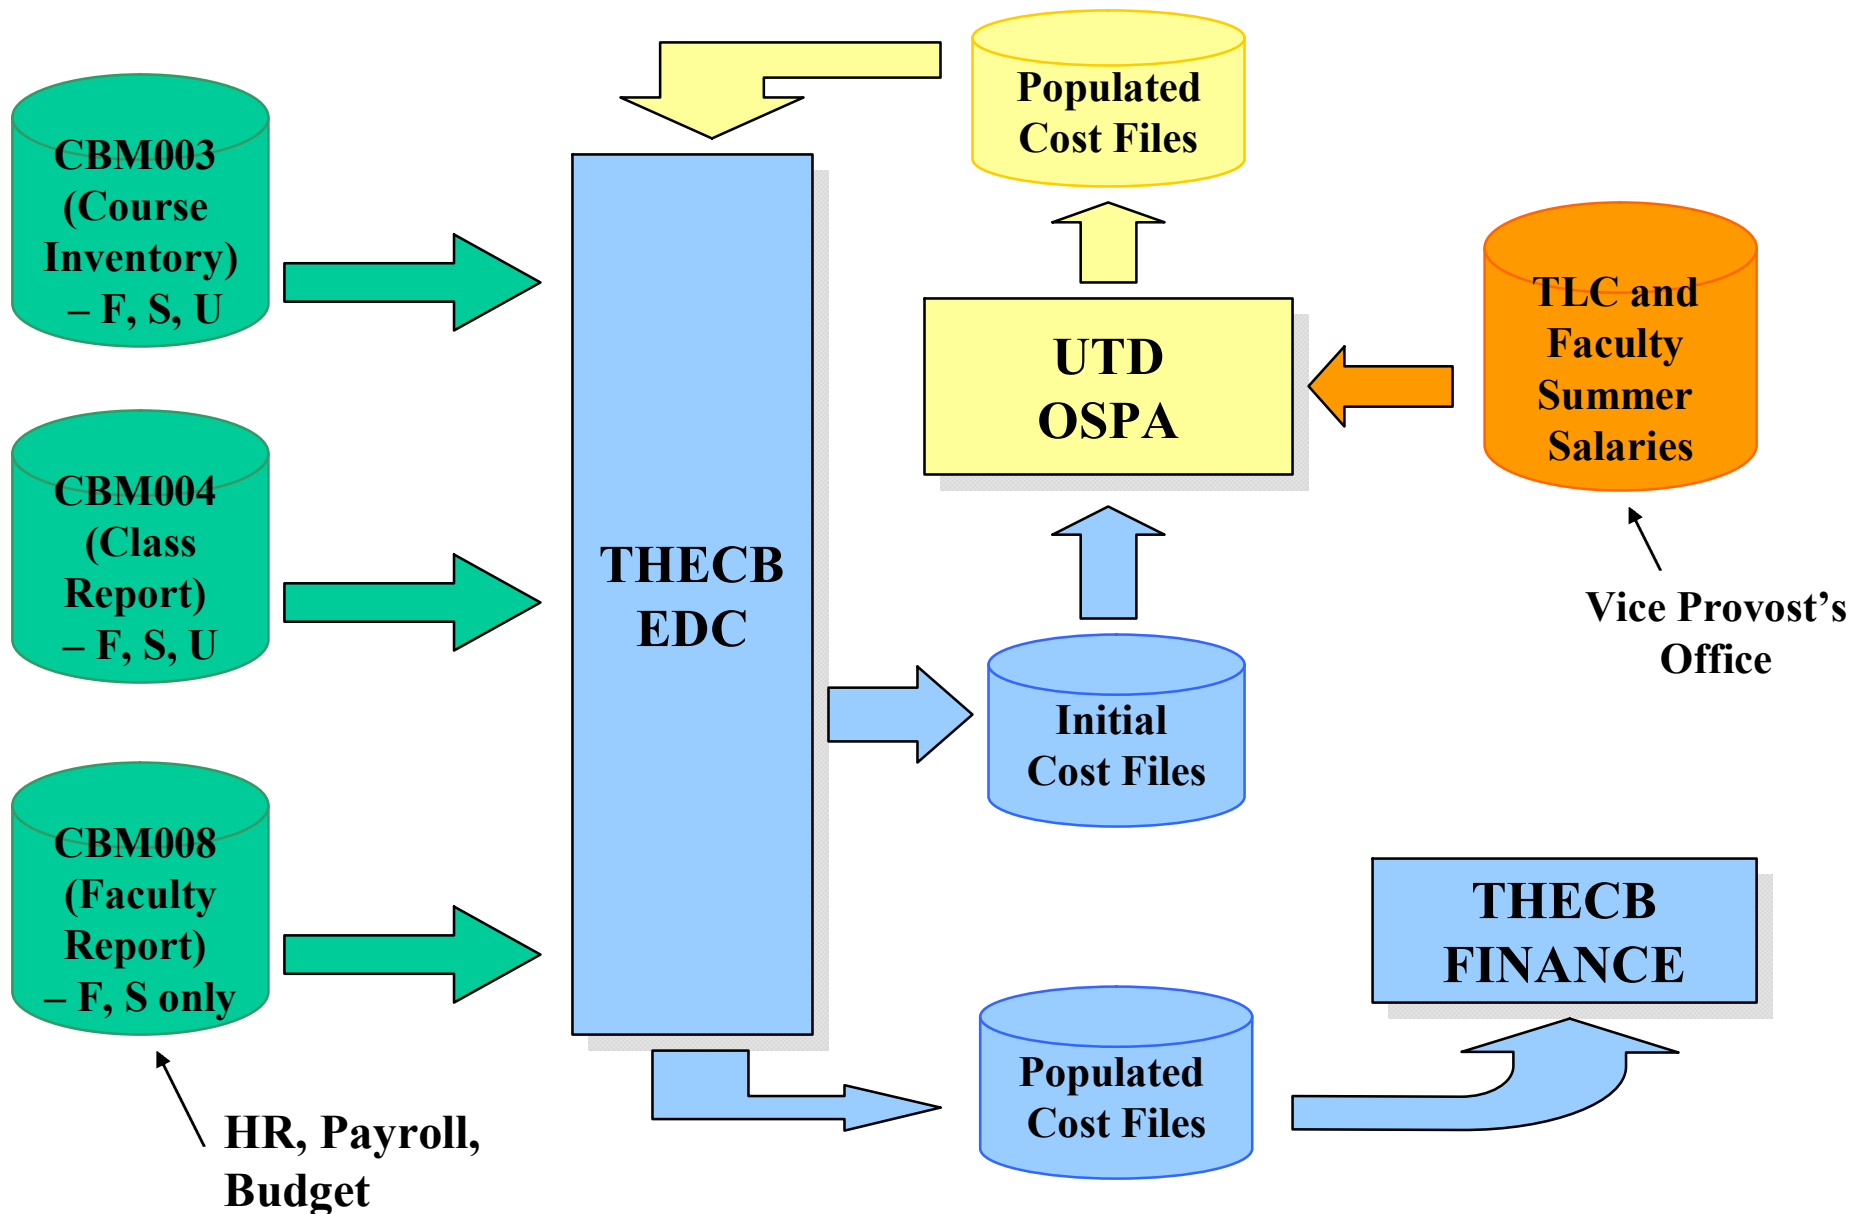 CBM003
(Course
Inventory)
– F, S, U
CBM004
(Class
Report)
– F, S, U
CBM008
(Faculty
Report)
– F, S only
HR, Payroll,
Budget
THECB
EDC
Populated
Cost Files
UTD
OSPA
TLC and
Faculty
Summer
Salaries
Vice Provost’s
Office
Initial
Cost Files
THECB
FINANCE
Populated
Cost Files